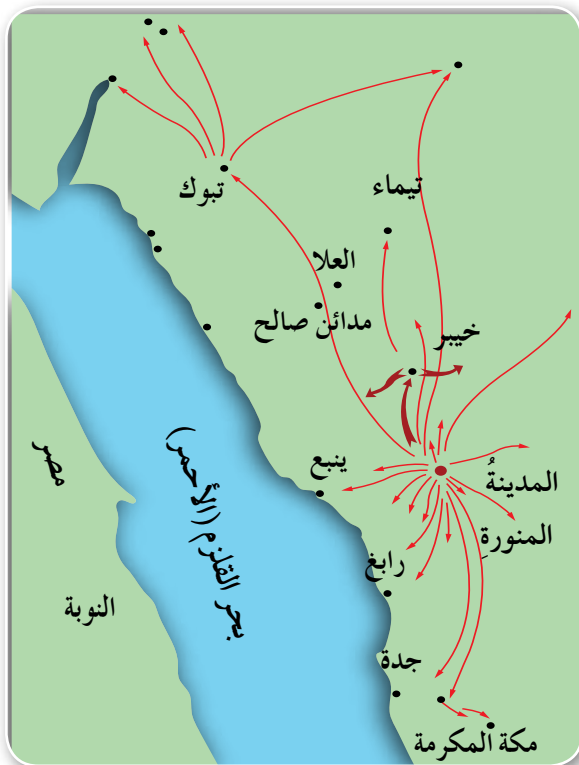 تبوك
تيماء
العلا
مدائن صالح
خيبر
مصر
ينبع
المدينةُ
المنورةِ
بحر القلزم (الأحمر)
رابغ
النوبة
جدة
مكة المكرمة